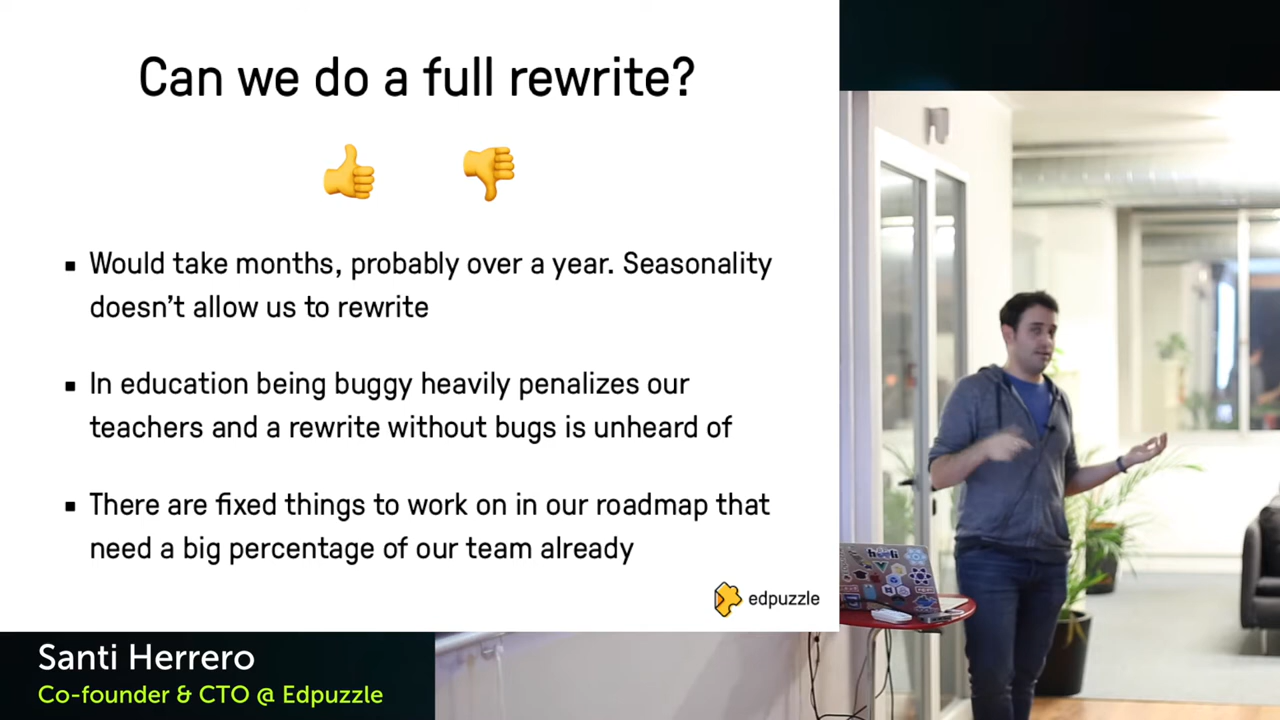 Can we do a full rewrite?
▪ Would take months, probably over a year. Seasonality
doesn’t allow us to rewrite
▪ In education being buggy heavily penalizes our
teachers and a rewrite without bugs is unheard of
▪ There are fixed things to work on in our roadmap that
need a big percentage of our team already
edpuzzle
Santi Herrero
Co-founder & CTO @ Edpuzzle